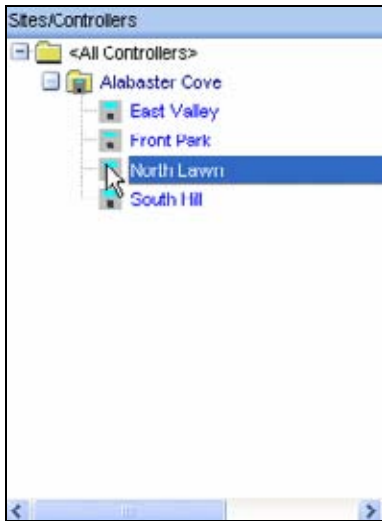 Sites/Controllers
<All Controllers>
Alabaster Cove
East Valley
Front Park
North Lawn
South Hill